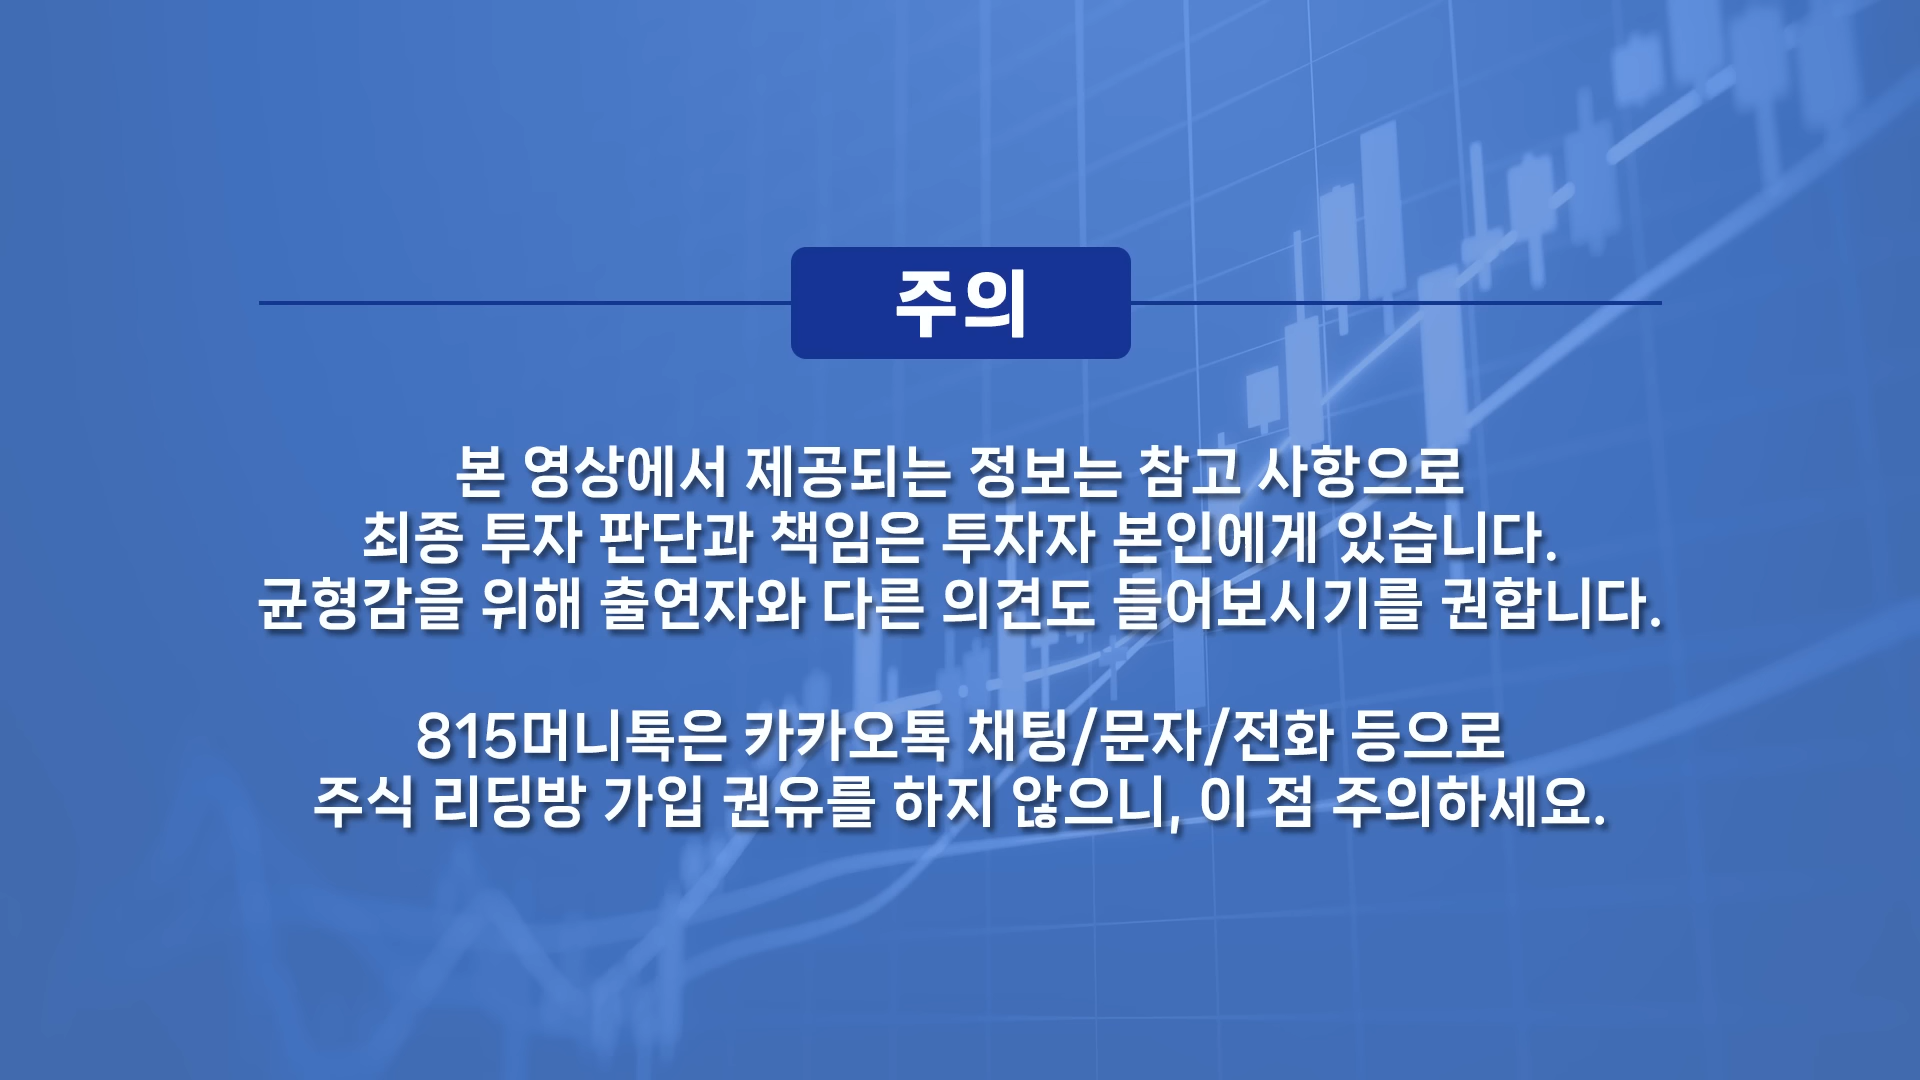 주의
본 영상에서 제공되는 정보는 참고 사항으로
최종 투자 판단과 책임은 투자자 본인에게 있습니다.
균형감을 위해 출연자와 다른 의견도 들어보시기를 권합니다.
815머니톡은 카카오톡 채팅/문자/전화 등으로
주식 리딩방 가입 권유를 하지 않으니, 이 점 주의하세요.